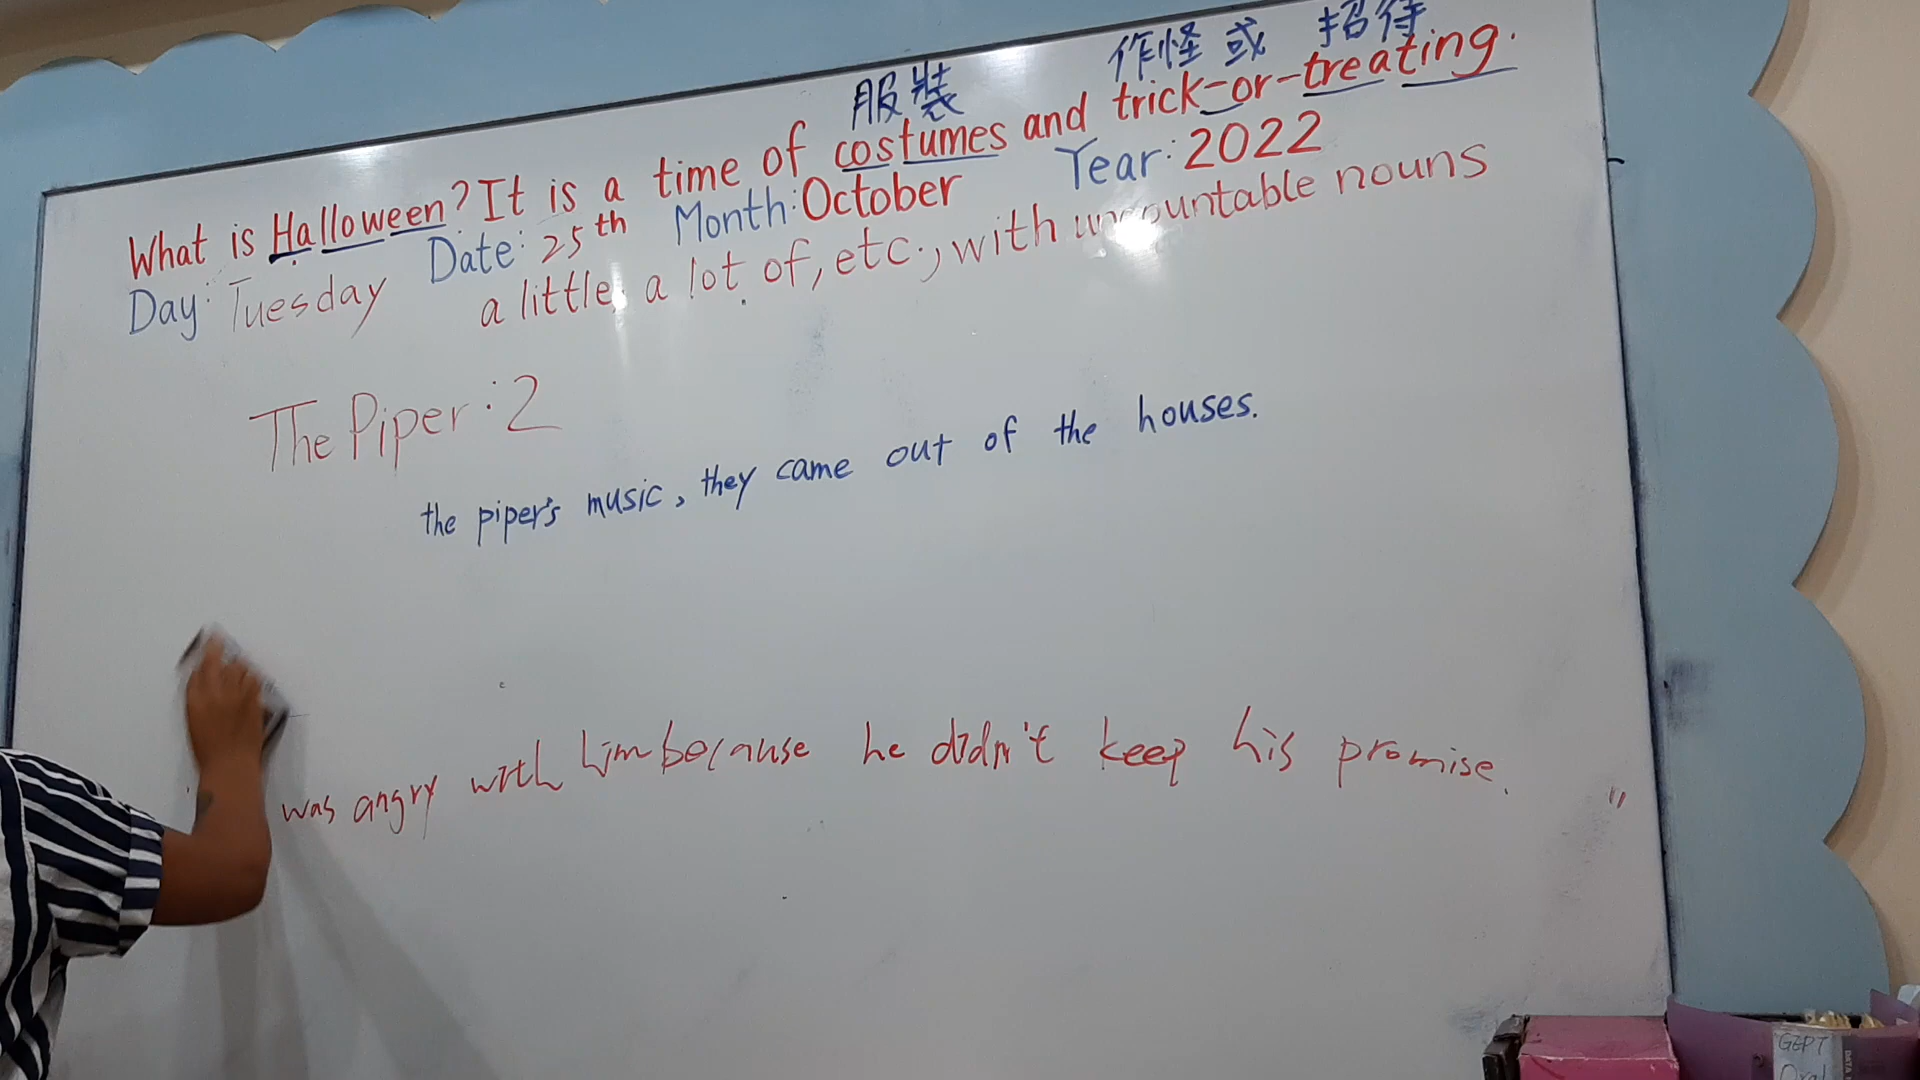 服裝 作怪或 招待
What is Halloween? It is a time of costumes and trick-or-treating.
Day: Tuesday Date: 25th Month: October Year: 2022
a little, a lot of, etc., with uncountable nouns
The Piper: 2
the piper's music, they came out of the houses.
was angry with him because he didn't keep his promise.
"
GEPT
Oral